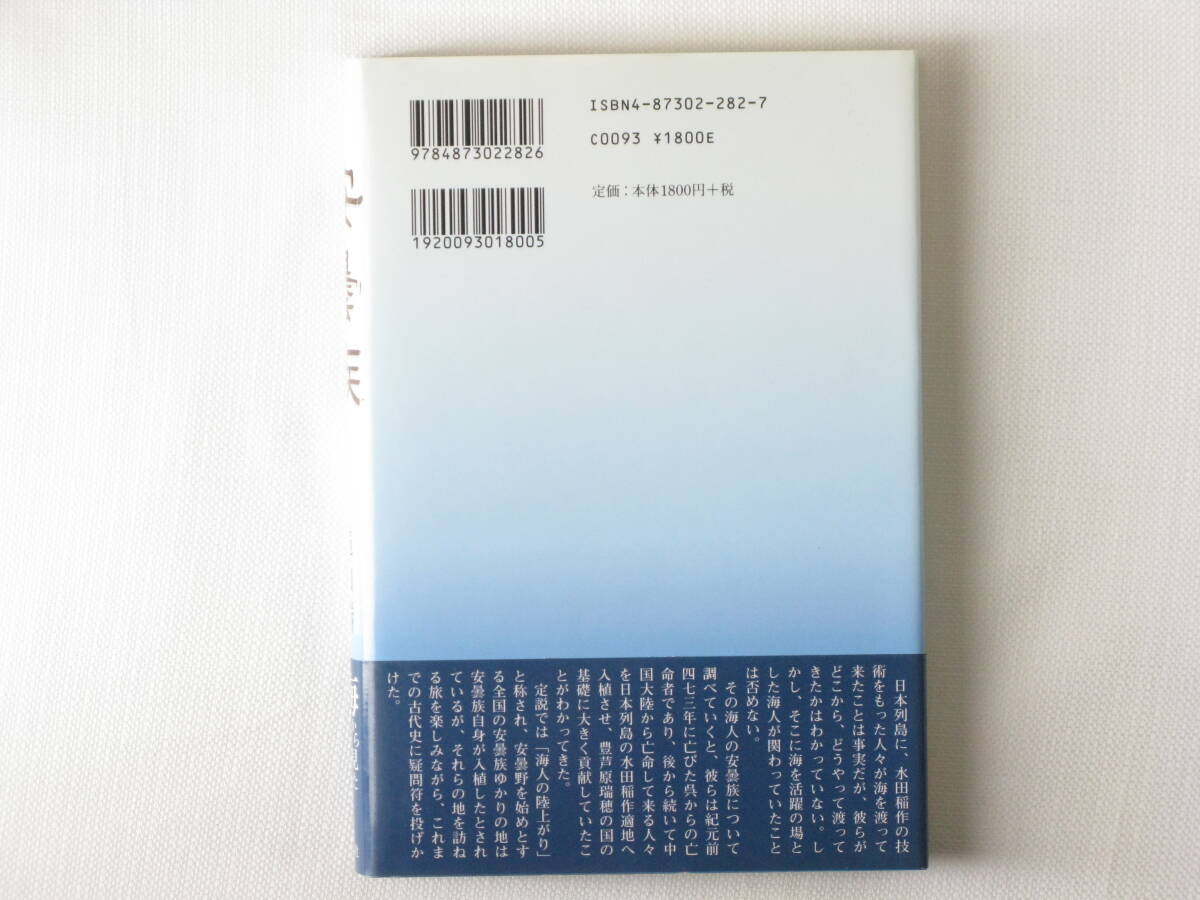 ISBN4-87302-282-7
C0093 ¥1800E
9784873022826
定価：本体1800円＋税
1920093018005
日本列島に、水田稲作の技
術をもった人々が海を渡って
来たことは事実だが、彼らが
どこから、どうやって渡って
きたかはわかっていない。し
かし、そこに海を活躍の場と
した海人が関わっていたこと
は否めない。
その海人の安曇族について
調べていくと、彼らは紀元前
四七三年に亡びた呉からの亡
命者であり、後から続いて中
国大陸から亡命して来る人々
を日本列島の水田稲作適地へ
入植させ、豊芦原瑞穂の国の
基礎に大きく貢献していたこ
とがわかってきた。
定説では「海人の陸上がり」
と称され、安曇野を始めとす
る全国の安曇族ゆかりの地は
安曇族自身が入植したとされ
ているが、それらの地を訪ね
る旅を楽しみながら、これま
での古代史に疑問符を投げか
けた。
安曇族
海から見た